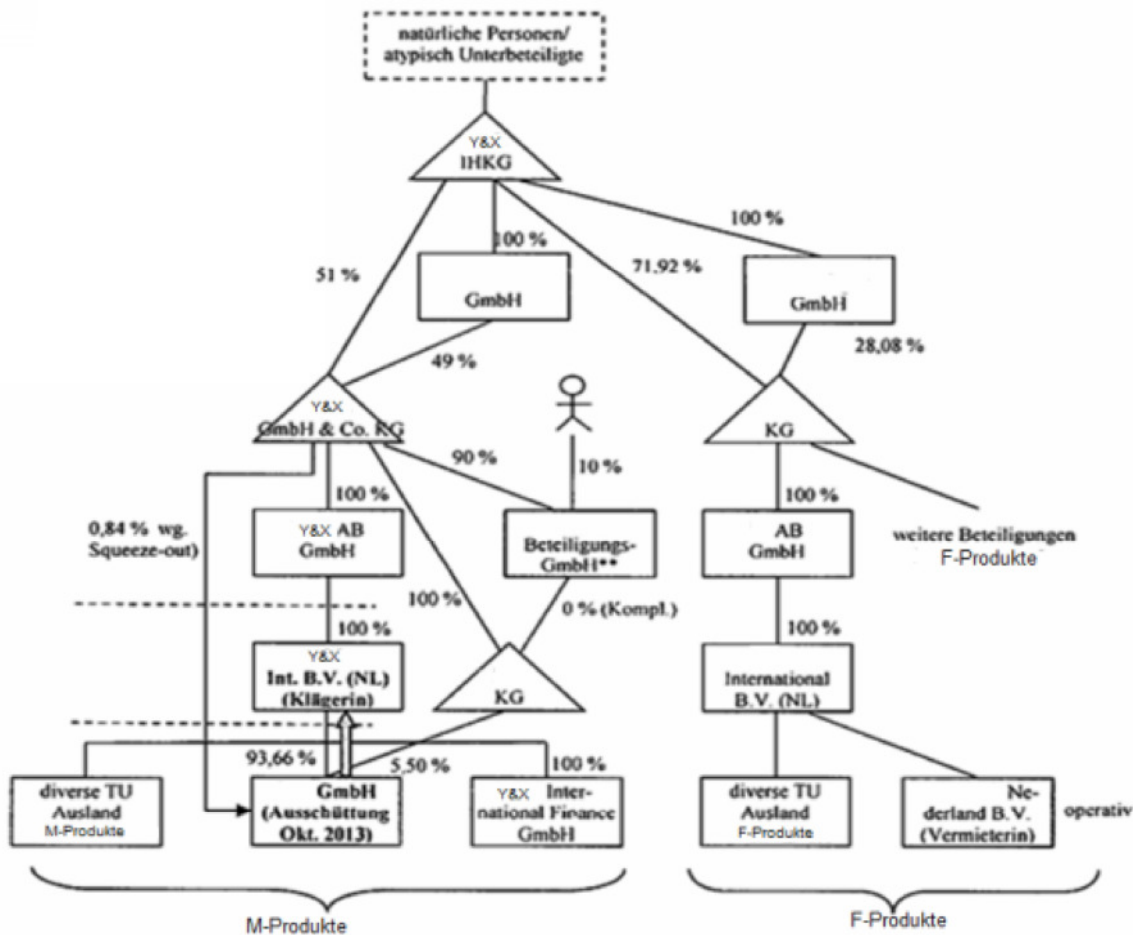 natürliche Personen/
atypisch Unterbeteiligte
Y&X
IHKG
100 %
100 %
51 %
71,92 %
GmbH
GmbH
49 %
28,08 %
Y&X
GmbH & Co. KG
KG
90 %
10 %
100 %
100 %
0,84 % wg.
Squeeze-out)
Y&X AB
GmbH
Beteiligungs-
GmbH**
AB
GmbH
weitere Beteiligungen
F-Produkte
100 %
0 % (Kompl.)
100 %
100 %
Y&X
Int. B.V. (NL)
(Klägerin)
KG
International
B.V. (NL)
93,66 %
5,50 %
100 %
diverse TU
Ausland
M-Produkte
GmbH
(Ausschüttung
Okt. 2013)
Y&X Inter-
national Finance
GmbH
diverse TU
Ausland
F-Produkte
Ne-
derland B.V.
(Vermieterin)
operativ
M-Produkte
F-Produkte